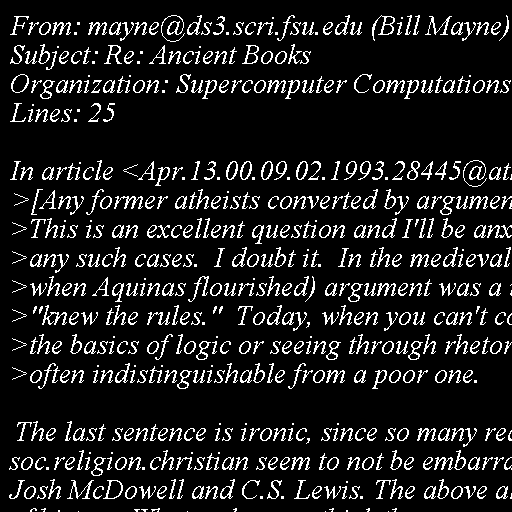 From: mayne@ds3.scri.fsu.edu (Bill Mayne)
Subject: Re: Ancient Books
Organization: Supercomputer Computations
Lines: 25

In article <Apr.13.00.09.02.1993.28445@ath
>[Any former atheists converted by argumen
>This is an excellent question and I'll be anx
>any such cases.  I doubt it.  In the medieval
>when Aquinas flourished) argument was a
>"knew the rules."  Today, when you can't co
>the basics of logic or seeing through rhetor
>often indistinguishable from a poor one.

The last sentence is ironic, since so many rea
soc.religion.christian seem to not be embarra
Josh McDowell and C.S. Lewis. The above a